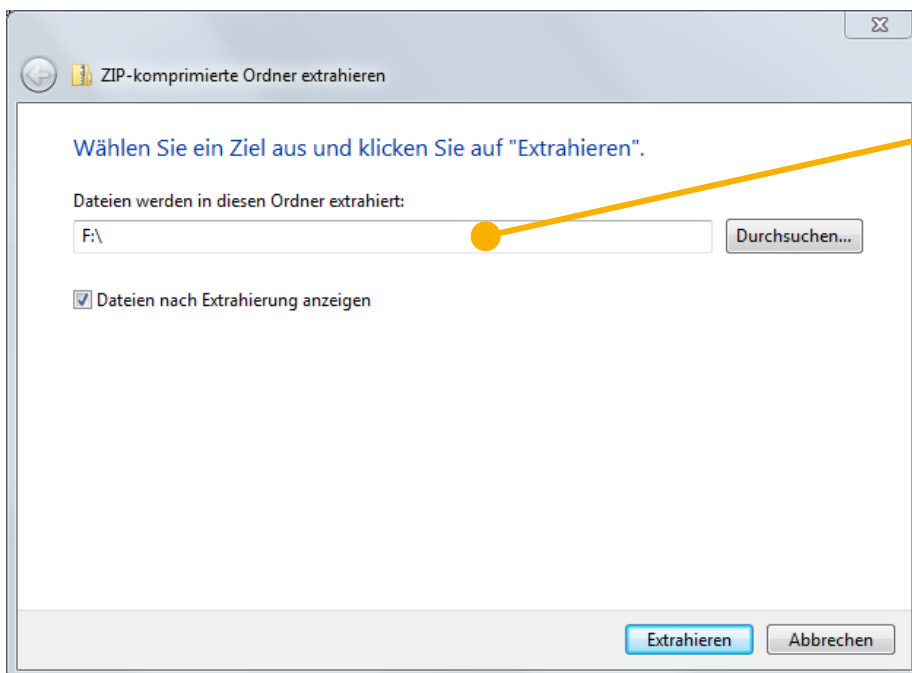 ZIP-komprimierte Ordner extrahieren
Wählen Sie ein Ziel aus und klicken Sie auf "Extrahieren".
Dateien werden in diesen Ordner extrahiert:
F:\ Durchsuchen...
Dateien nach Extrahierung anzeigen
Extrahieren Abbrechen